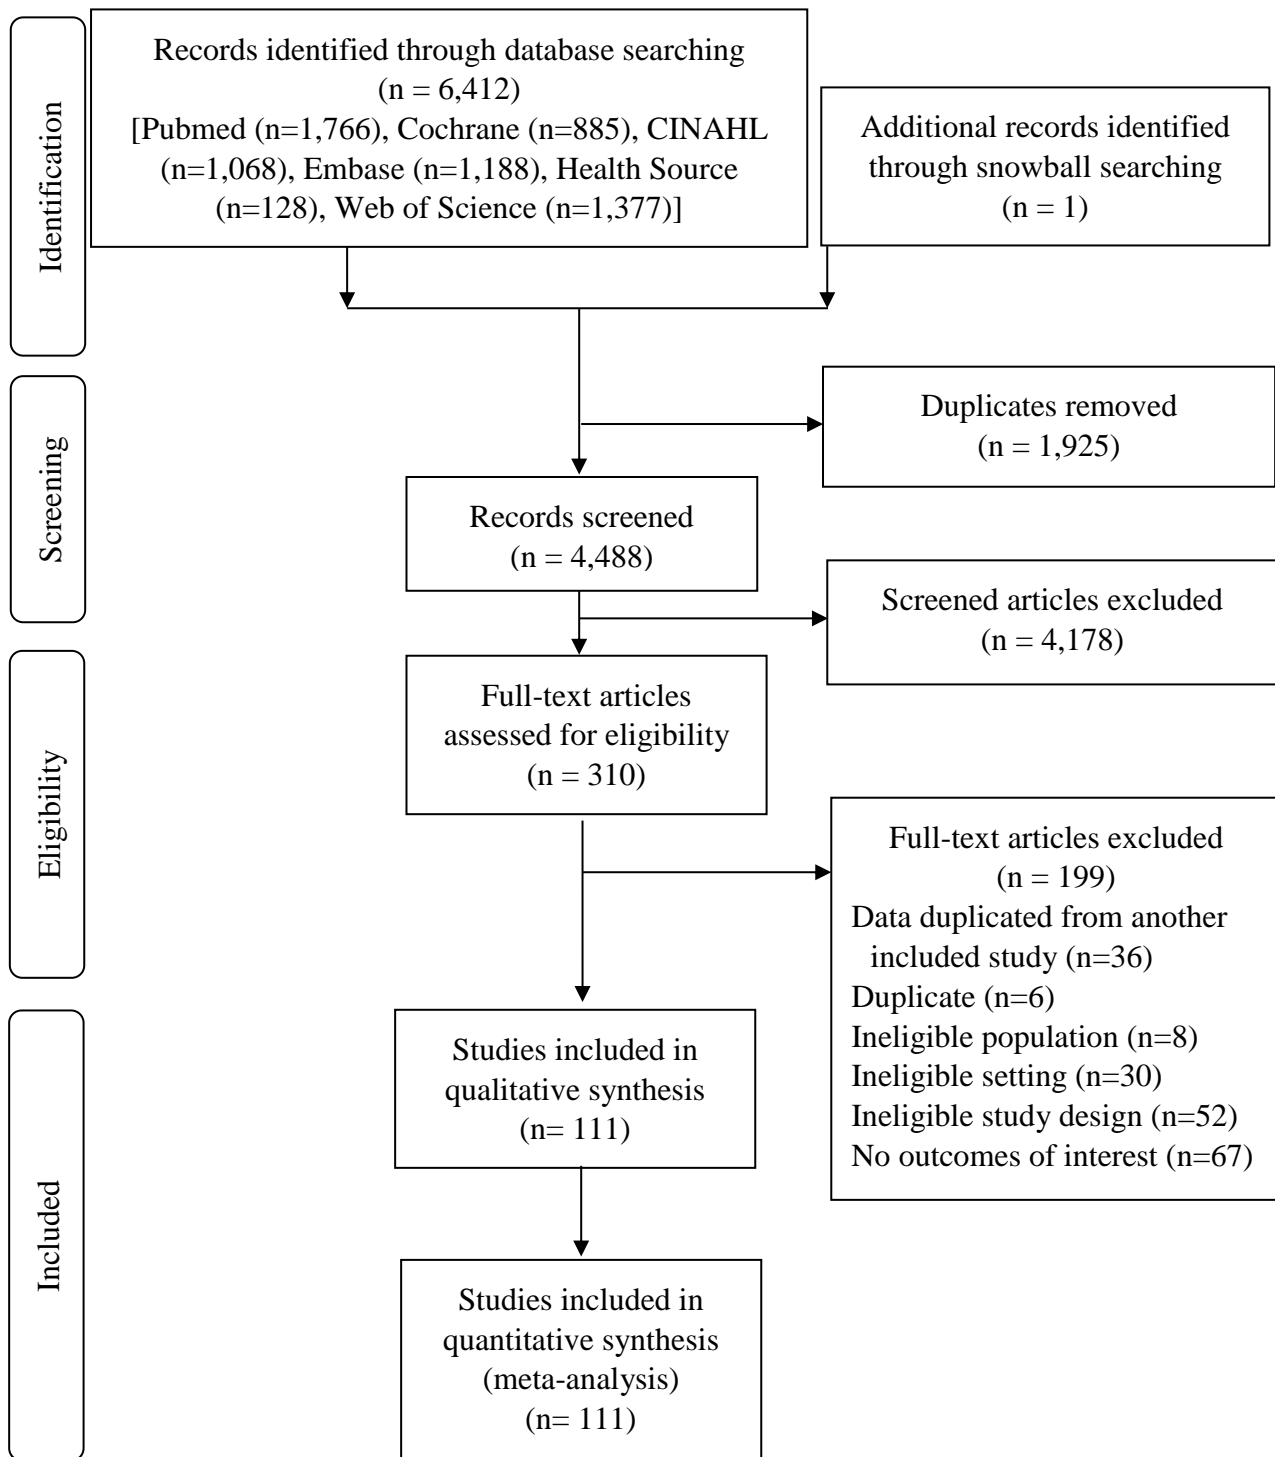 Identification
Records identified through database searching
(n = 6,412)
[Pubmed (n=1,766), Cochrane (n=885), CINAHL
(n=1,068), Embase (n=1,188), Health Source
(n=128), Web of Science (n=1,377)]
Additional records identified
through snowball searching
(n = 1)
Screening
Duplicates removed
(n = 1,925)
Records screened
(n = 4,488)
Screened articles excluded
(n = 4,178)
Eligibility
Full-text articles
assessed for eligibility
(n = 310)
Full-text articles excluded
(n = 199)
Data duplicated from another
included study (n=36)
Duplicate (n=6)
Ineligible population (n=8)
Ineligible setting (n=30)
Ineligible study design (n=52)
No outcomes of interest (n=67)
Included
Studies included in
qualitative synthesis
(n= 111)
Studies included in
quantitative synthesis
(meta-analysis)
(n= 111)